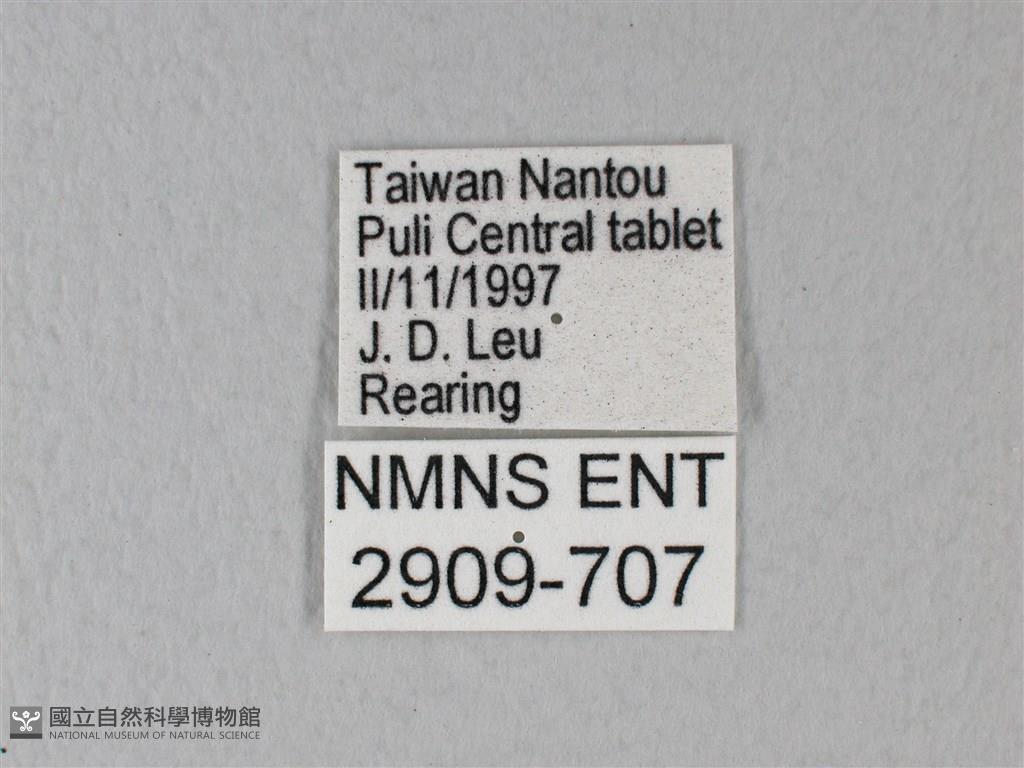 Taiwan Nantou
Puli Central tablet
II/11/1997
J. D. Leu
Rearing
NMNS ENT
2909-707
國立自然科學博物館
NATIONAL MUSEUM OF NATURAL SCIENCE